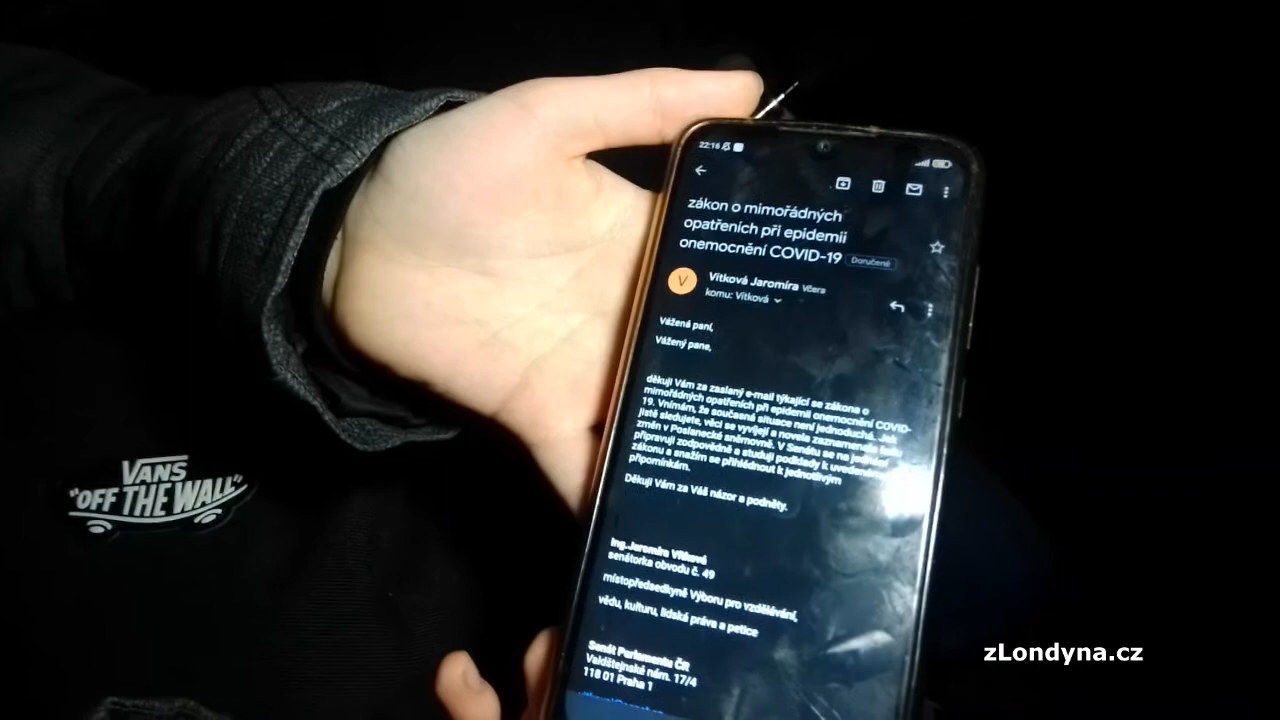 22:16
zákon o mimořádných
opatřeních při epidemii
onemocnění COVID-19 Doručené
V
Vítková Jaromíra Včera
komu: Vítková
Vážená paní,
Vážený pane,
děkuji Vám za zaslaný e-mail týkající se zákona o
mimořádných opatřeních při epidemii onemocnění COVID-
19. Vnímám, že současná situace není jednoduchá. Jak
jistě sledujete, věci se vyvíjejí a novela zaznamenala
změn v Poslanecké sněmovně. V Senátu se na jednání
připravuji zodpovědně a studuji podklady k uvedenému
zákonu a snažím se přihlédnout k jednotlivým
připomínkám.
Děkuji Vám za Váš názor a podněty.
Ing.Jaromíra Vítková
senátorka obvodu č. 49
místopředsedkyně Výboru pro vzdělávání,
vědu, kulturu, lidská práva a petice
Senát Parlamentu ČR
Valdštejnské nám. 17/4
118 01 Praha 1
VANS
"OFF THE WALL"
zLondyna.cz